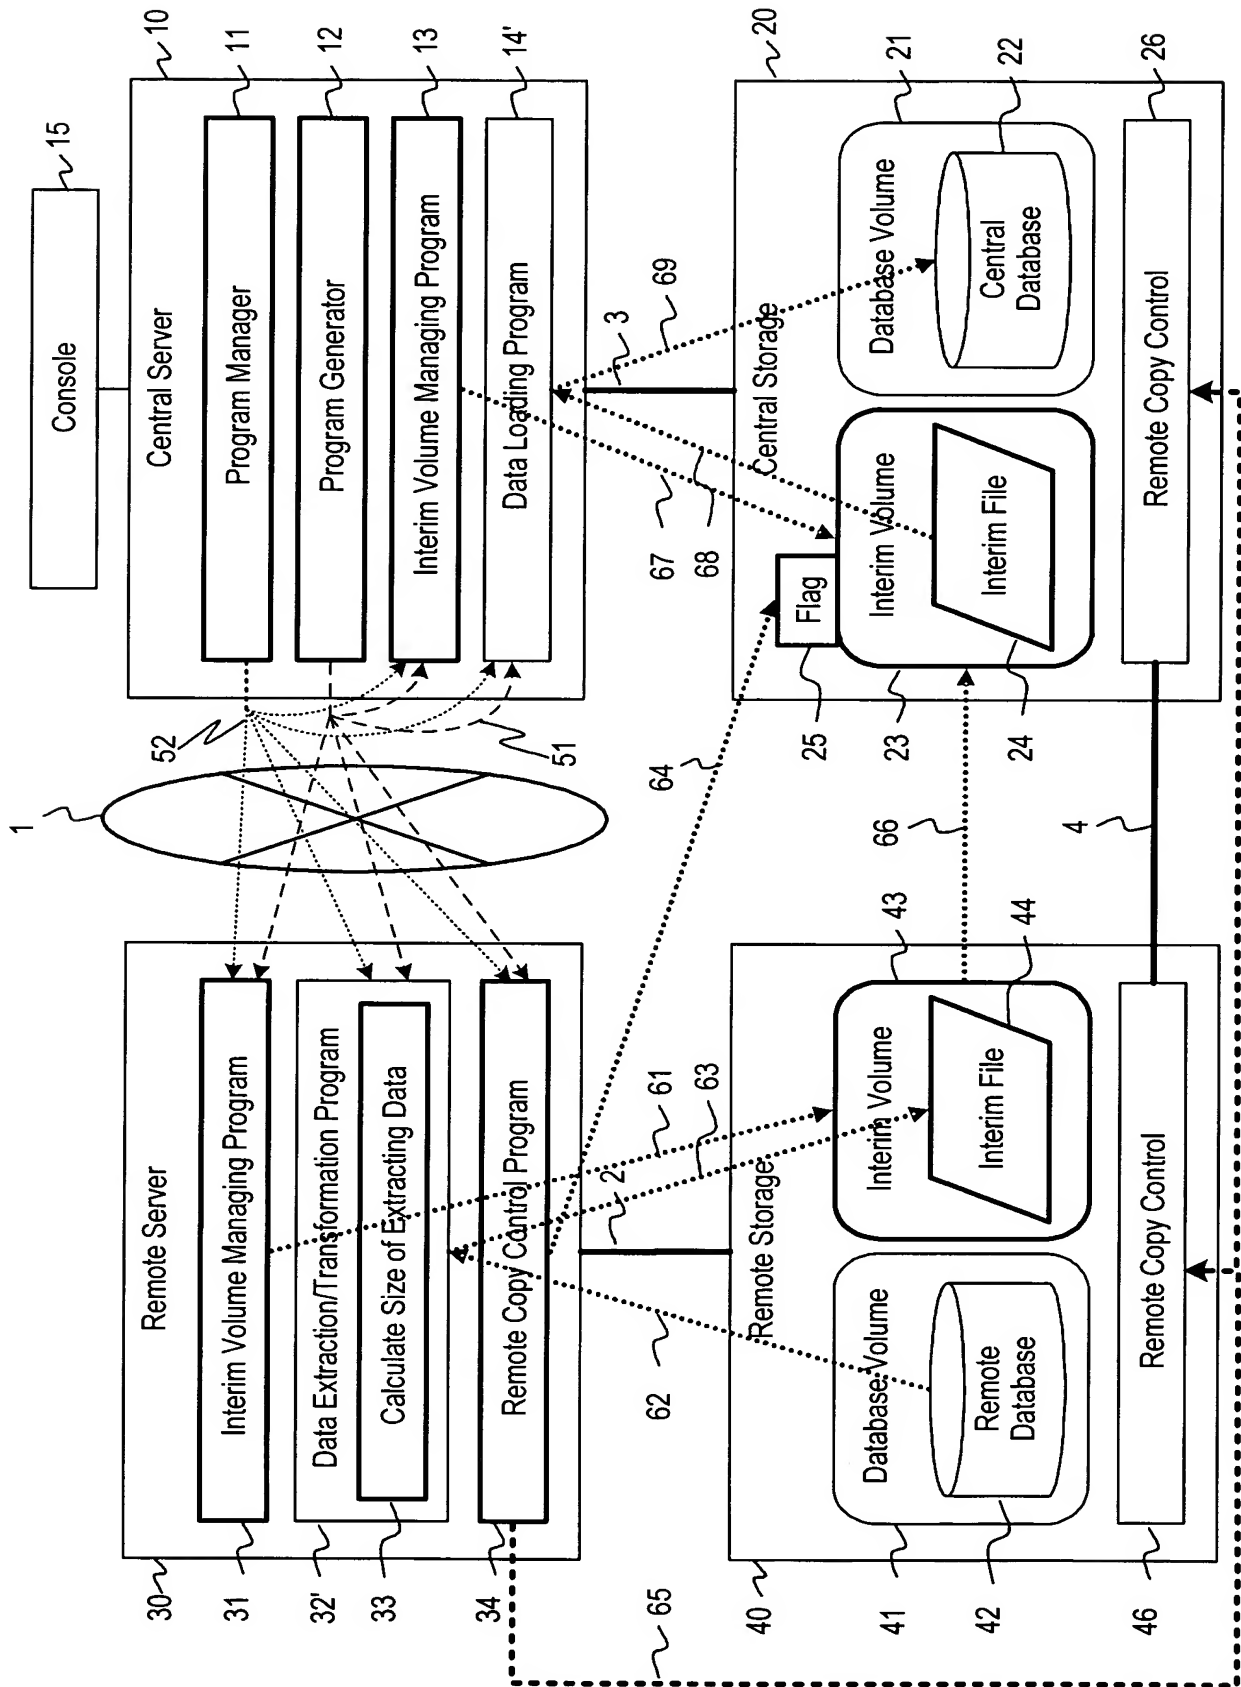 Console
15
10
Central Server
Program Manager
11
Program Generator
12
Interim Volume Managing Program
13
Data Loading Program
14'
52
51
1
Remote Server
30
Interim Volume Managing Program
31
Data Extraction/Transformation Program
32'
Calculate Size of Extracting Data
33
Remote Copy Control Program
34
2
3
61
62
63
64
65
66
67
68
69
Central Storage
20
Flag
25
Interim Volume
23
Interim File
24
Database Volume
21
Central
Database
22
Remote Copy Control
26
4
Remote Storage
40
Database Volume
41
Remote
Database
42
Interim Volume
43
Interim File
44
Remote Copy Control
46